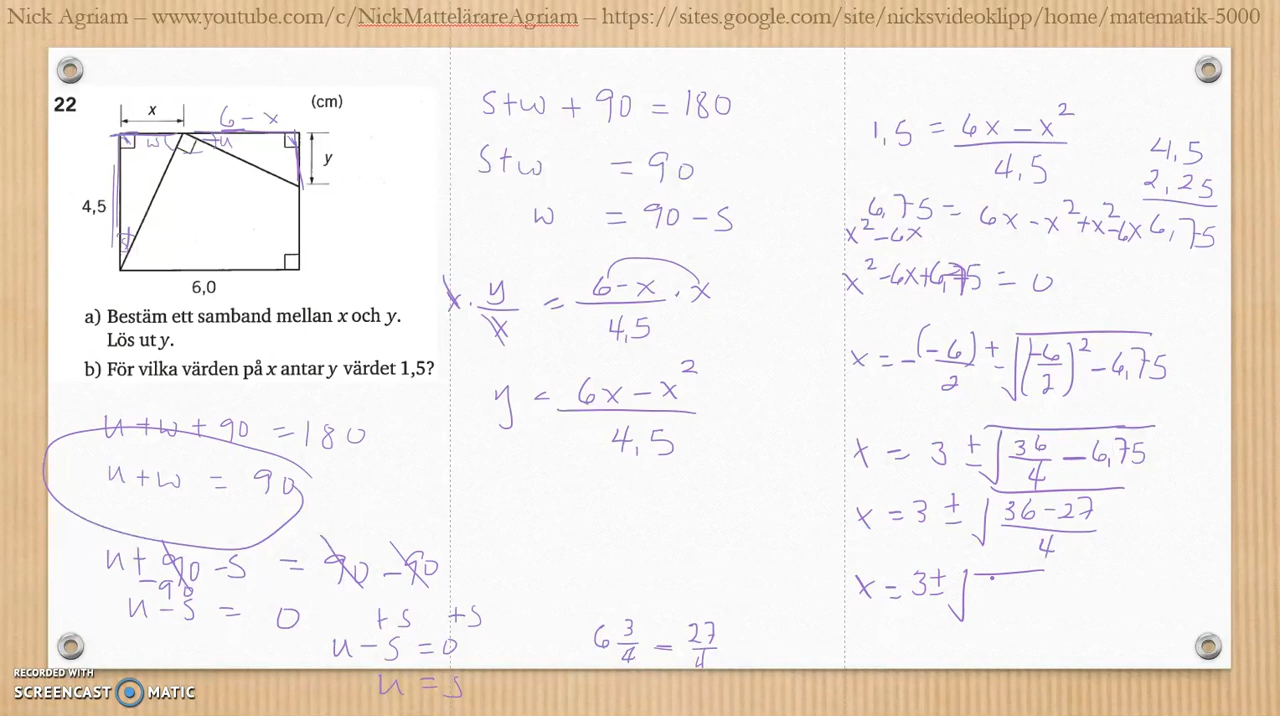 Nick Agriam – www.youtube.com/c/NickMattelärareAgriam – https://sites.google.com/site/nicksvideoklipp/home/matematik-5000
22
(cm)
x
6 - x
w
u
y
4,5
s
6,0
a) Bestäm ett samband mellan x och y.
Lös ut y.
b) För vilka värden på x antar y värdet 1,5?
u+w+90 = 180
u+w = 90
u+90-s = 90-90
-90
u-s = 0
+s +s
u-s=0
u=s
s+w+90=180
s+w = 90
w = 90-s
x · y/x = (6-x)/4,5 · x
y = (6x-x²)/4,5
6 3/4 = 27/4
1,5 = (6x-x²)/4,5
4,5
2,25
6,75
6,75 = 6x-x²+x²-6x
x²-6x
x²-6x+6,75 = 0
x = -(-6)/2 ± √((-6/2)²-6,75)
x = 3 ± √(36/4-6,75)
x = 3 ± √((36-27)/4)
x = 3± √
RECORDED WITH
SCREENCAST MATIC